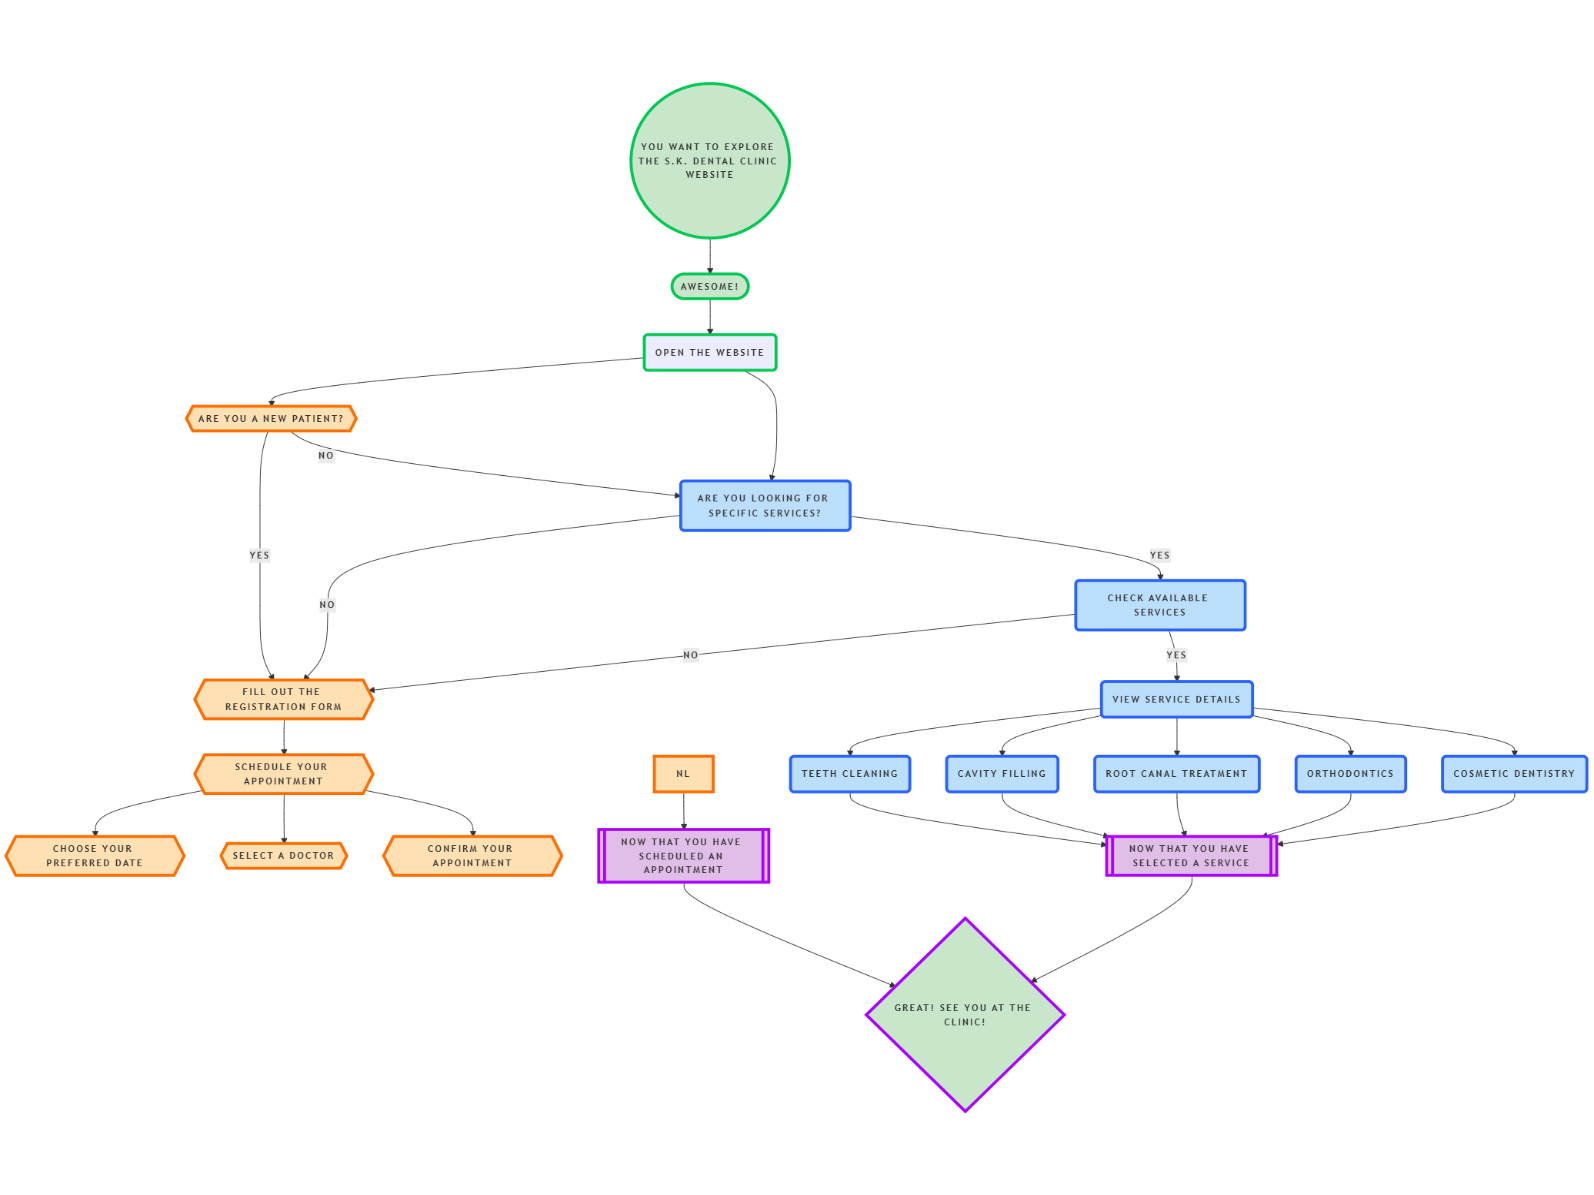 YOU WANT TO EXPLORE
THE S.K. DENTAL CLINIC
WEBSITE
AWESOME!
OPEN THE WEBSITE
ARE YOU A NEW PATIENT?
NO
ARE YOU LOOKING FOR
SPECIFIC SERVICES?
YES
YES
CHECK AVAILABLE
SERVICES
NO
NO
YES
FILL OUT THE
REGISTRATION FORM
VIEW SERVICE DETAILS
SCHEDULE YOUR
APPOINTMENT
NL
TEETH CLEANING
CAVITY FILLING
ROOT CANAL TREATMENT
ORTHODONTICS
COSMETIC DENTISTRY
CHOOSE YOUR
PREFERRED DATE
SELECT A DOCTOR
CONFIRM YOUR
APPOINTMENT
NOW THAT YOU HAVE
SCHEDULED AN
APPOINTMENT
NOW THAT YOU HAVE
SELECTED A SERVICE
GREAT! SEE YOU AT THE
CLINIC!